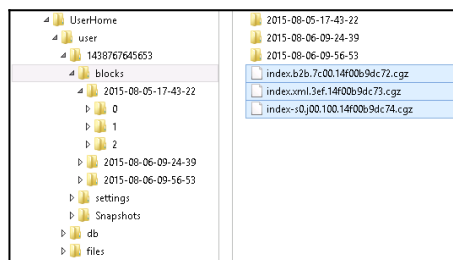 UserHome
user
1438767645653
blocks
2015-08-05-17-43-22
0
1
2
2015-08-06-09-24-39
2015-08-06-09-56-53
settings
Snapshots
db
files
2015-08-05-17-43-22
2015-08-06-09-24-39
2015-08-06-09-56-53
index.b2b.7c00.14f00b9dc72.cgz
index.xml.3ef.14f00b9dc73.cgz
index-s0.j00.100.14f00b9dc74.cgz